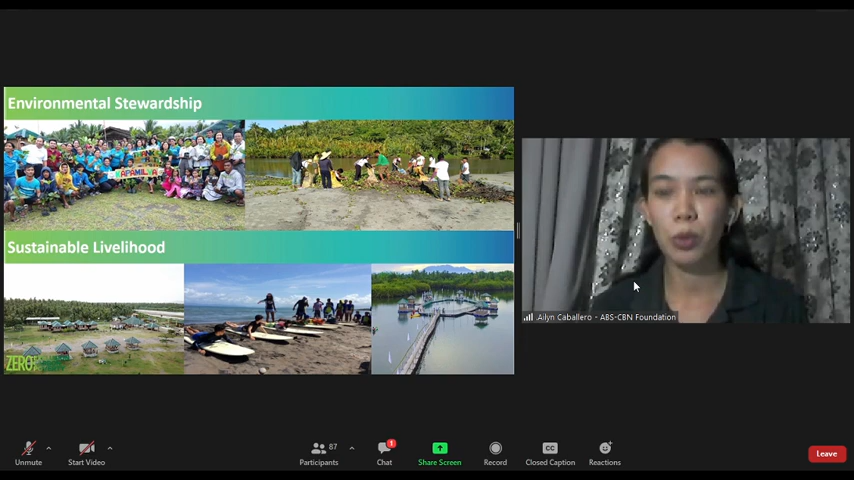 Environmental Stewardship
KAPAMILYA
Sustainable Livelihood
ZERO
Ailyn Caballero - ABS-CBN Foundation
87
1
Unmute
Start Video
Participants
Chat
Share Screen
Record
CC
Closed Caption
Reactions
Leave